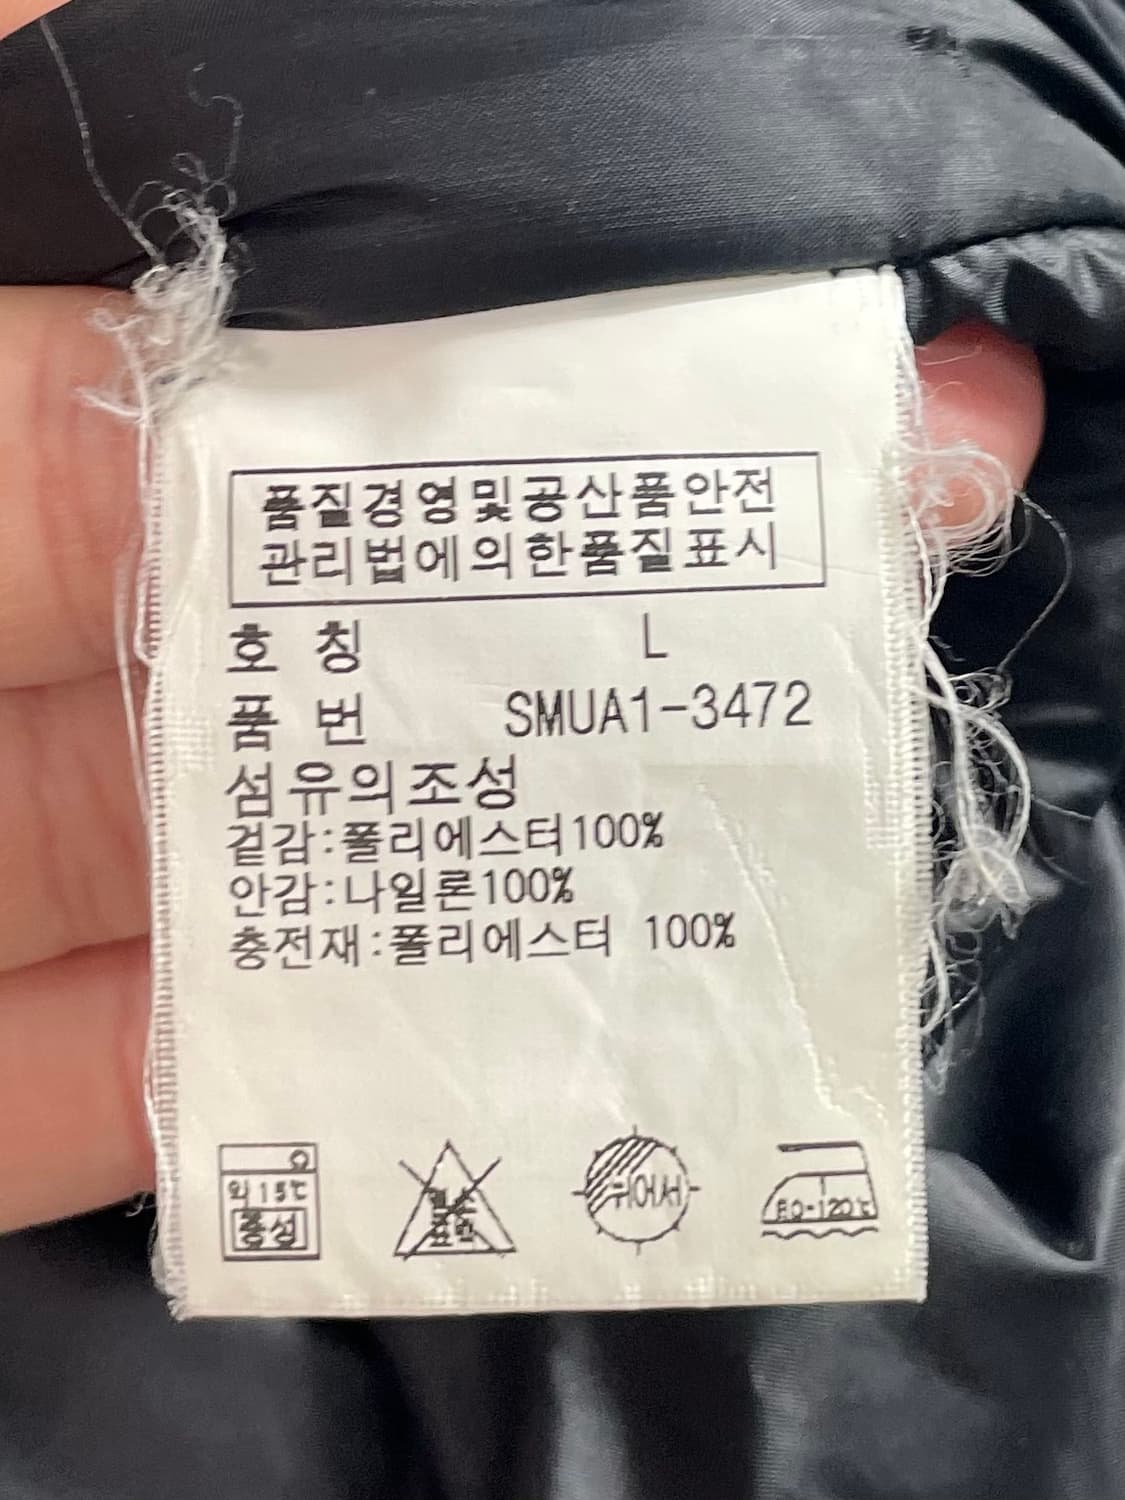 품질경영및공산품안전
관리법에의한품질표시
호 칭 L
품 번 SMUA1-3472
섬유의조성
겉감:폴리에스터100%
안감:나일론100%
충전재:폴리에스터 100%
약 15℃
중성
뉘어서
80-120℃